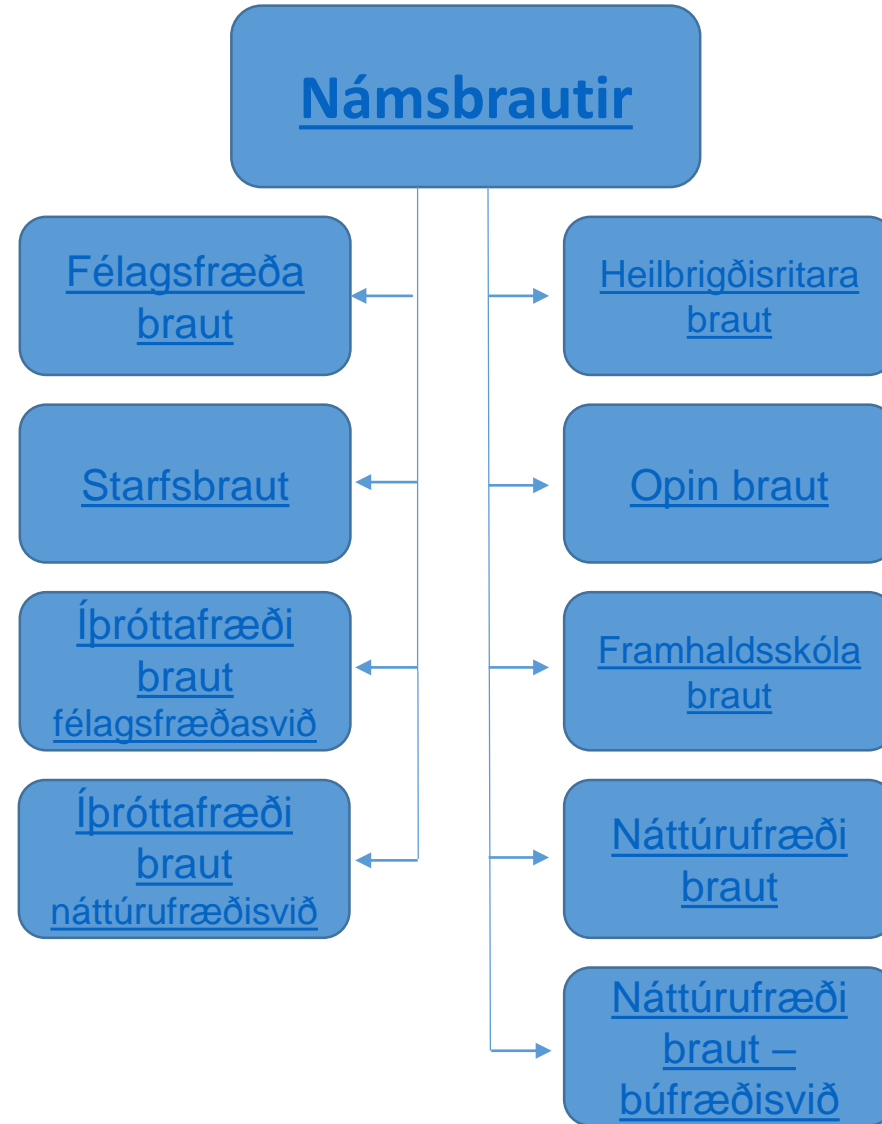 Námsbrautir
Félagsfræða
braut
Starfsbraut
Íþróttafræði
braut
félagsfræðasvið
Íþróttafræði
braut
náttúrufræðisvið
Heilbrigðisritara
braut
Opin braut
Framhaldsskóla
braut
Náttúrufræði
braut
Náttúrufræði
braut –
búfræðisvið